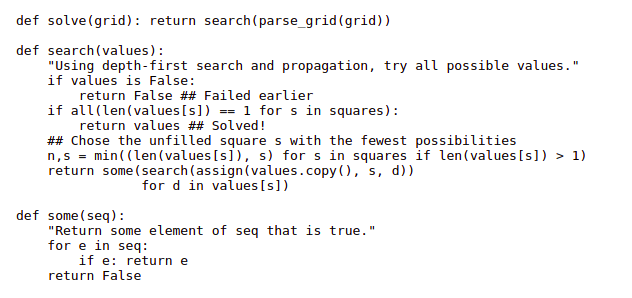 def solve(grid): return search(parse_grid(grid))

def search(values):
    "Using depth-first search and propagation, try all possible values."
    if values is False:
        return False ## Failed earlier
    if all(len(values[s]) == 1 for s in squares):
        return values ## Solved!
    ## Chose the unfilled square s with the fewest possibilities
    n,s = min((len(values[s]), s) for s in squares if len(values[s]) > 1)
    return some(search(assign(values.copy(), s, d))
                for d in values[s])

def some(seq):
    "Return some element of seq that is true."
    for e in seq:
        if e: return e
    return False